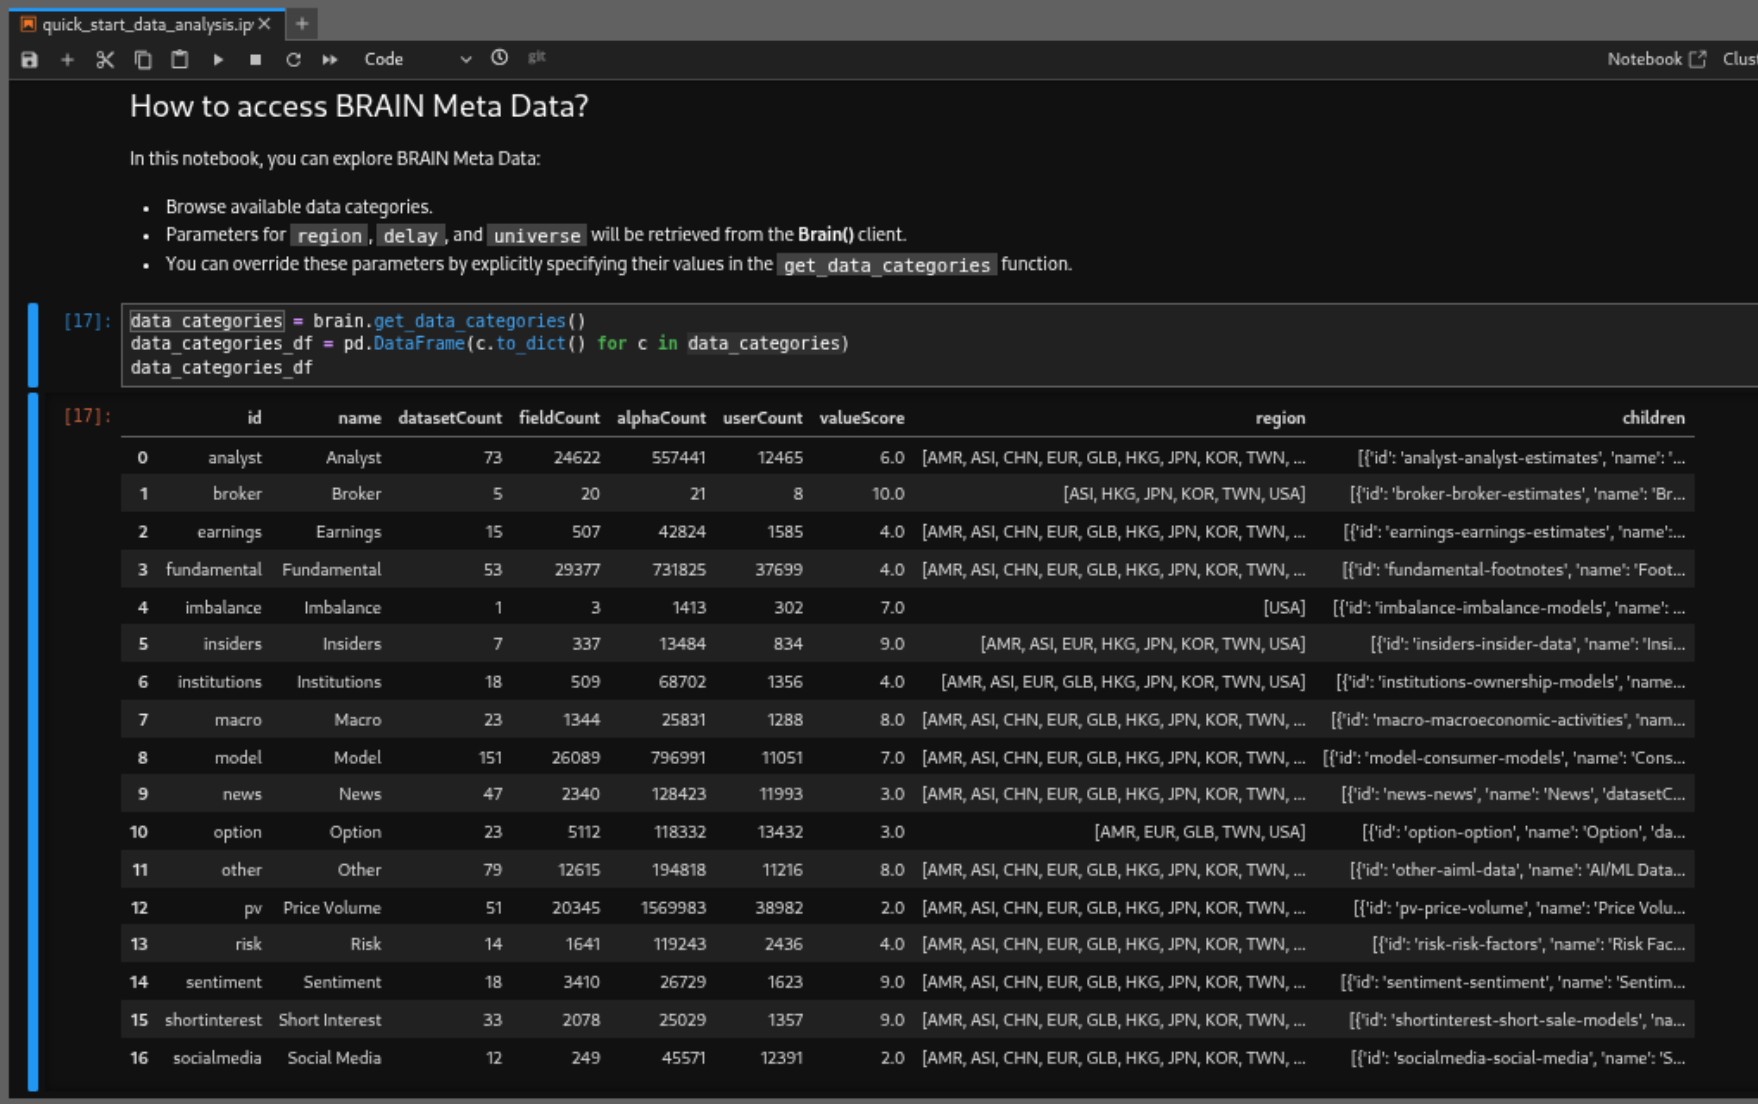 quick_start_data_analysis.ip
Code
git
Notebook
Clus
How to access BRAIN Meta Data?
In this notebook, you can explore BRAIN Meta Data:
• Browse available data categories.
• Parameters for region, delay, and universe will be retrieved from the Brain() client.
• You can override these parameters by explicitly specifying their values in the get_data_categories function.
[17]: data_categories = brain.get_data_categories()
data_categories_df = pd.DataFrame(c.to_dict() for c in data_categories)
data_categories_df
[17]: id name datasetCount fieldCount alphaCount userCount valueScore region children
0 analyst Analyst 73 24622 557441 12465 6.0 [AMR, ASI, CHN, EUR, GLB, HKG, JPN, KOR, TWN, ... [{'id': 'analyst-analyst-estimates', 'name': '...
1 broker Broker 5 20 21 8 10.0 [ASI, HKG, JPN, KOR, TWN, USA] [{'id': 'broker-broker-estimates', 'name': 'Br...
2 earnings Earnings 15 507 42824 1585 4.0 [AMR, ASI, CHN, EUR, GLB, HKG, JPN, KOR, TWN, ... [{'id': 'earnings-earnings-estimates', 'name':...
3 fundamental Fundamental 53 29377 731825 37699 4.0 [AMR, ASI, CHN, EUR, GLB, HKG, JPN, KOR, TWN, ... [{'id': 'fundamental-footnotes', 'name': 'Foot...
4 imbalance Imbalance 1 3 1413 302 7.0 [USA] [{'id': 'imbalance-imbalance-models', 'name': ...
5 insiders Insiders 7 337 13484 834 9.0 [AMR, ASI, EUR, HKG, JPN, KOR, TWN, USA] [{'id': 'insiders-insider-data', 'name': 'Insi...
6 institutions Institutions 18 509 68702 1356 4.0 [AMR, ASI, EUR, GLB, HKG, JPN, KOR, TWN, USA] [{'id': 'institutions-ownership-models', 'name...
7 macro Macro 23 1344 25831 1288 8.0 [AMR, ASI, CHN, EUR, GLB, HKG, JPN, KOR, TWN, ... [{'id': 'macro-macroeconomic-activities', 'nam...
8 model Model 151 26089 796991 11051 7.0 [AMR, ASI, CHN, EUR, GLB, HKG, JPN, KOR, TWN, ... [{'id': 'model-consumer-models', 'name': 'Cons...
9 news News 47 2340 128423 11993 3.0 [AMR, ASI, CHN, EUR, GLB, HKG, JPN, KOR, TWN, ... [{'id': 'news-news', 'name': 'News', 'datasetC...
10 option Option 23 5112 118332 13432 3.0 [AMR, EUR, GLB, TWN, USA] [{'id': 'option-option', 'name': 'Option', 'da...
11 other Other 79 12615 194818 11216 8.0 [AMR, ASI, CHN, EUR, GLB, HKG, JPN, KOR, TWN, ... [{'id': 'other-aiml-data', 'name': 'AI/ML Data...
12 pv Price Volume 51 20345 1569983 38982 2.0 [AMR, ASI, CHN, EUR, GLB, HKG, JPN, KOR, TWN, ... [{'id': 'pv-price-volume', 'name': 'Price Volu...
13 risk Risk 14 1641 119243 2436 4.0 [AMR, ASI, CHN, EUR, GLB, HKG, JPN, KOR, TWN, ... [{'id': 'risk-risk-factors', 'name': 'Risk Fac...
14 sentiment Sentiment 18 3410 26729 1623 9.0 [AMR, ASI, CHN, EUR, GLB, HKG, JPN, KOR, TWN, ... [{'id': 'sentiment-sentiment', 'name': 'Sentim...
15 shortinterest Short Interest 33 2078 25029 1357 9.0 [AMR, ASI, CHN, EUR, GLB, HKG, JPN, KOR, TWN, ... [{'id': 'shortinterest-short-sale-models', 'na...
16 socialmedia Social Media 12 249 45571 12391 2.0 [AMR, ASI, CHN, EUR, GLB, HKG, JPN, KOR, TWN, ... [{'id': 'socialmedia-social-media', 'name': 'S...